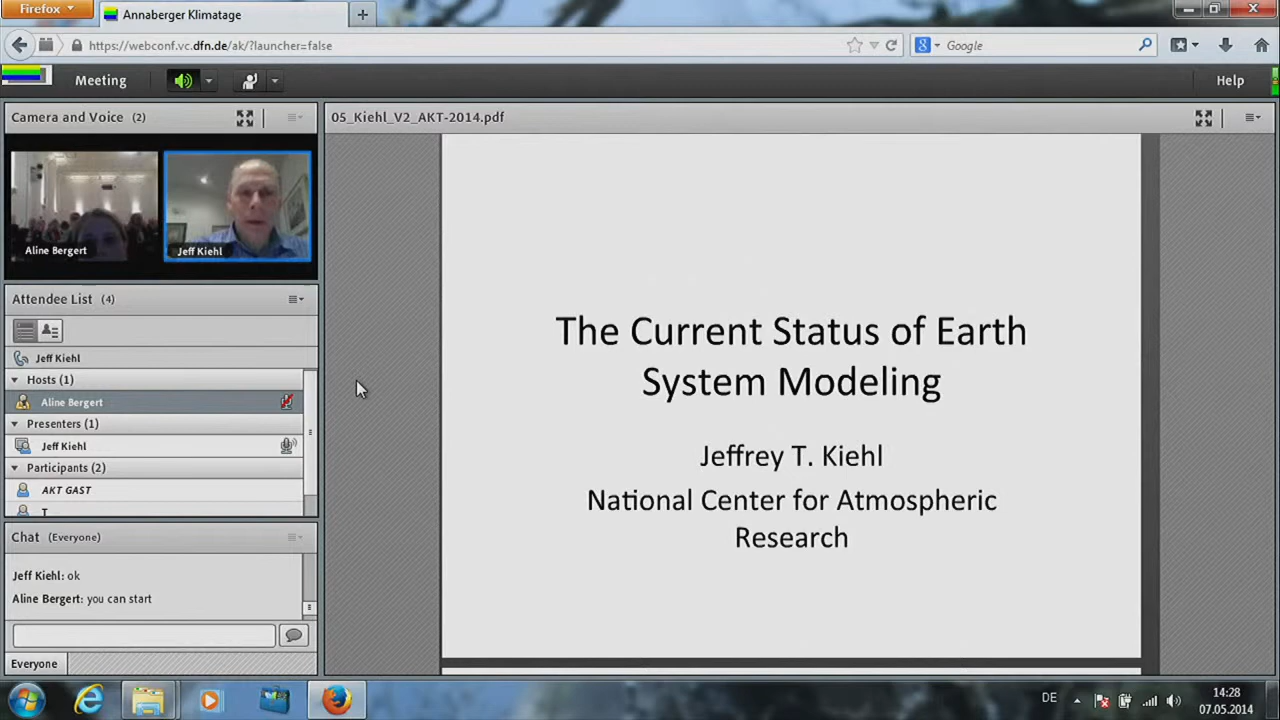 Firefox
Annaberger Klimatage
https://webconf.vc.dfn.de/ak/?launcher=false
Google
Meeting
Help
Camera and Voice (2)
Aline Bergert
Jeff Kiehl
Attendee List (4)
Jeff Kiehl
Hosts (1)
Aline Bergert
Presenters (1)
Jeff Kiehl
Participants (2)
AKT GAST
T
Chat (Everyone)
Jeff Kiehl: ok
Aline Bergert: you can start
Everyone
05_Kiehl_V2_AKT-2014.pdf
The Current Status of Earth
System Modeling
Jeffrey T. Kiehl
National Center for Atmospheric
Research
DE
14:28
07.05.2014